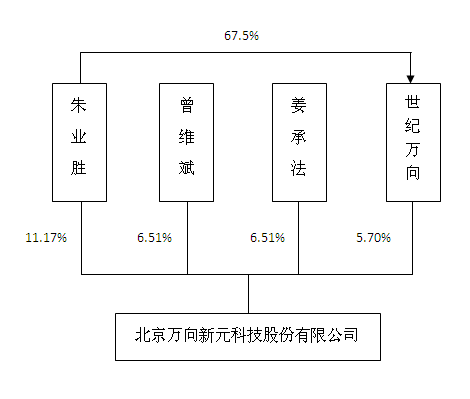 67.5%
朱业胜
曾维斌
姜承法
世纪万向
11.17%
6.51%
6.51%
5.70%
北京万向新元科技股份有限公司